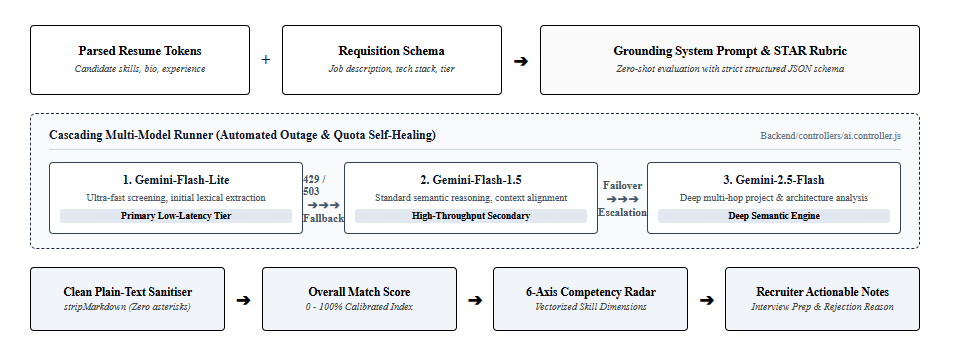 Parsed Resume Tokens
Candidate skills, bio, experience
+
Requisition Schema
Job description, tech stack, tier
➔
Grounding System Prompt & STAR Rubric
Zero-shot evaluation with strict structured JSON schema
Cascading Multi-Model Runner (Automated Outage & Quota Self-Healing)
Backend/controllers/ai.controller.js
1. Gemini-Flash-Lite
Ultra-fast screening, initial lexical extraction
Primary Low-Latency Tier
429 /
503
➔➔➔
Fallback
2. Gemini-Flash-1.5
Standard semantic reasoning, context alignment
High-Throughput Secondary
Failover
➔➔➔
Escalation
3. Gemini-2.5-Flash
Deep multi-hop project & architecture analysis
Deep Semantic Engine
Clean Plain-Text Sanitiser
stripMarkdown (Zero asterisks)
➔
Overall Match Score
0 - 100% Calibrated Index
➔
6-Axis Competency Radar
Vectorized Skill Dimensions
➔
Recruiter Actionable Notes
Interview Prep & Rejection Reason